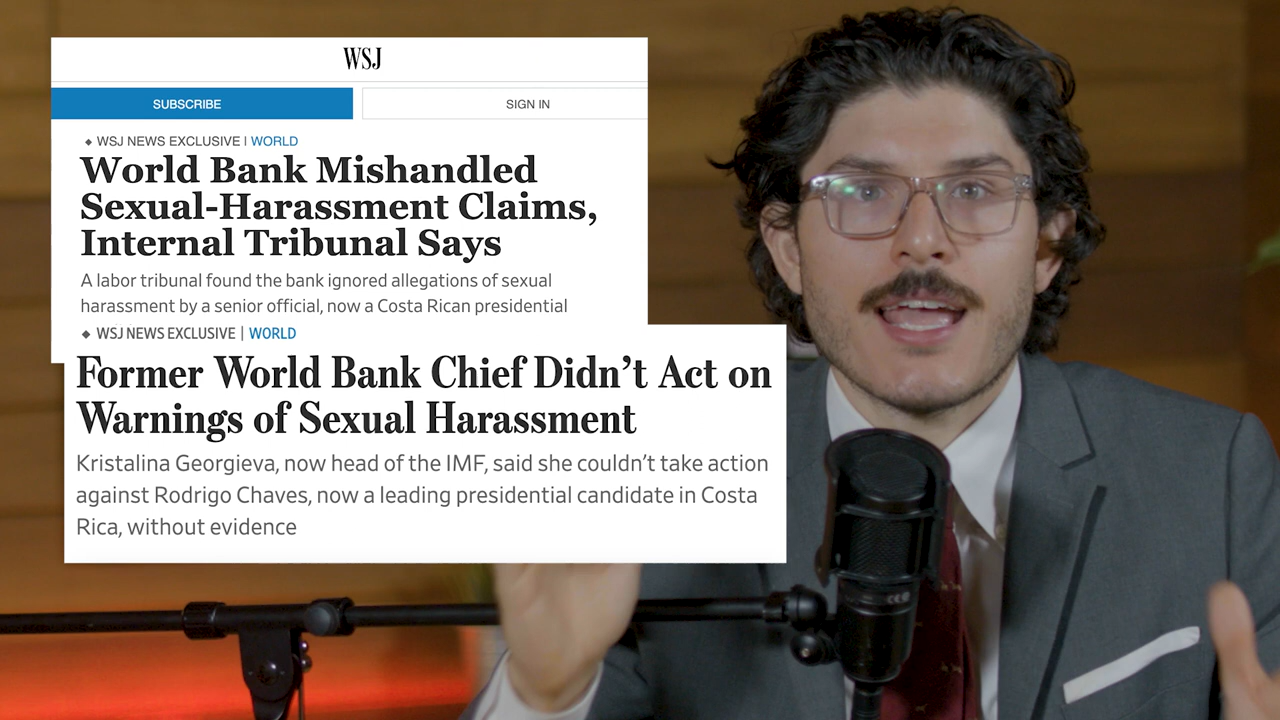 WSJ
SUBSCRIBE
SIGN IN
◆ WSJ NEWS EXCLUSIVE | WORLD
World Bank Mishandled
Sexual-Harassment Claims,
Internal Tribunal Says
A labor tribunal found the bank ignored allegations of sexual
harassment by a senior official, now a Costa Rican presidential
◆ WSJ NEWS EXCLUSIVE | WORLD
Former World Bank Chief Didn’t Act on
Warnings of Sexual Harassment
Kristalina Georgieva, now head of the IMF, said she couldn’t take action
against Rodrigo Chaves, now a leading presidential candidate in Costa
Rica, without evidence